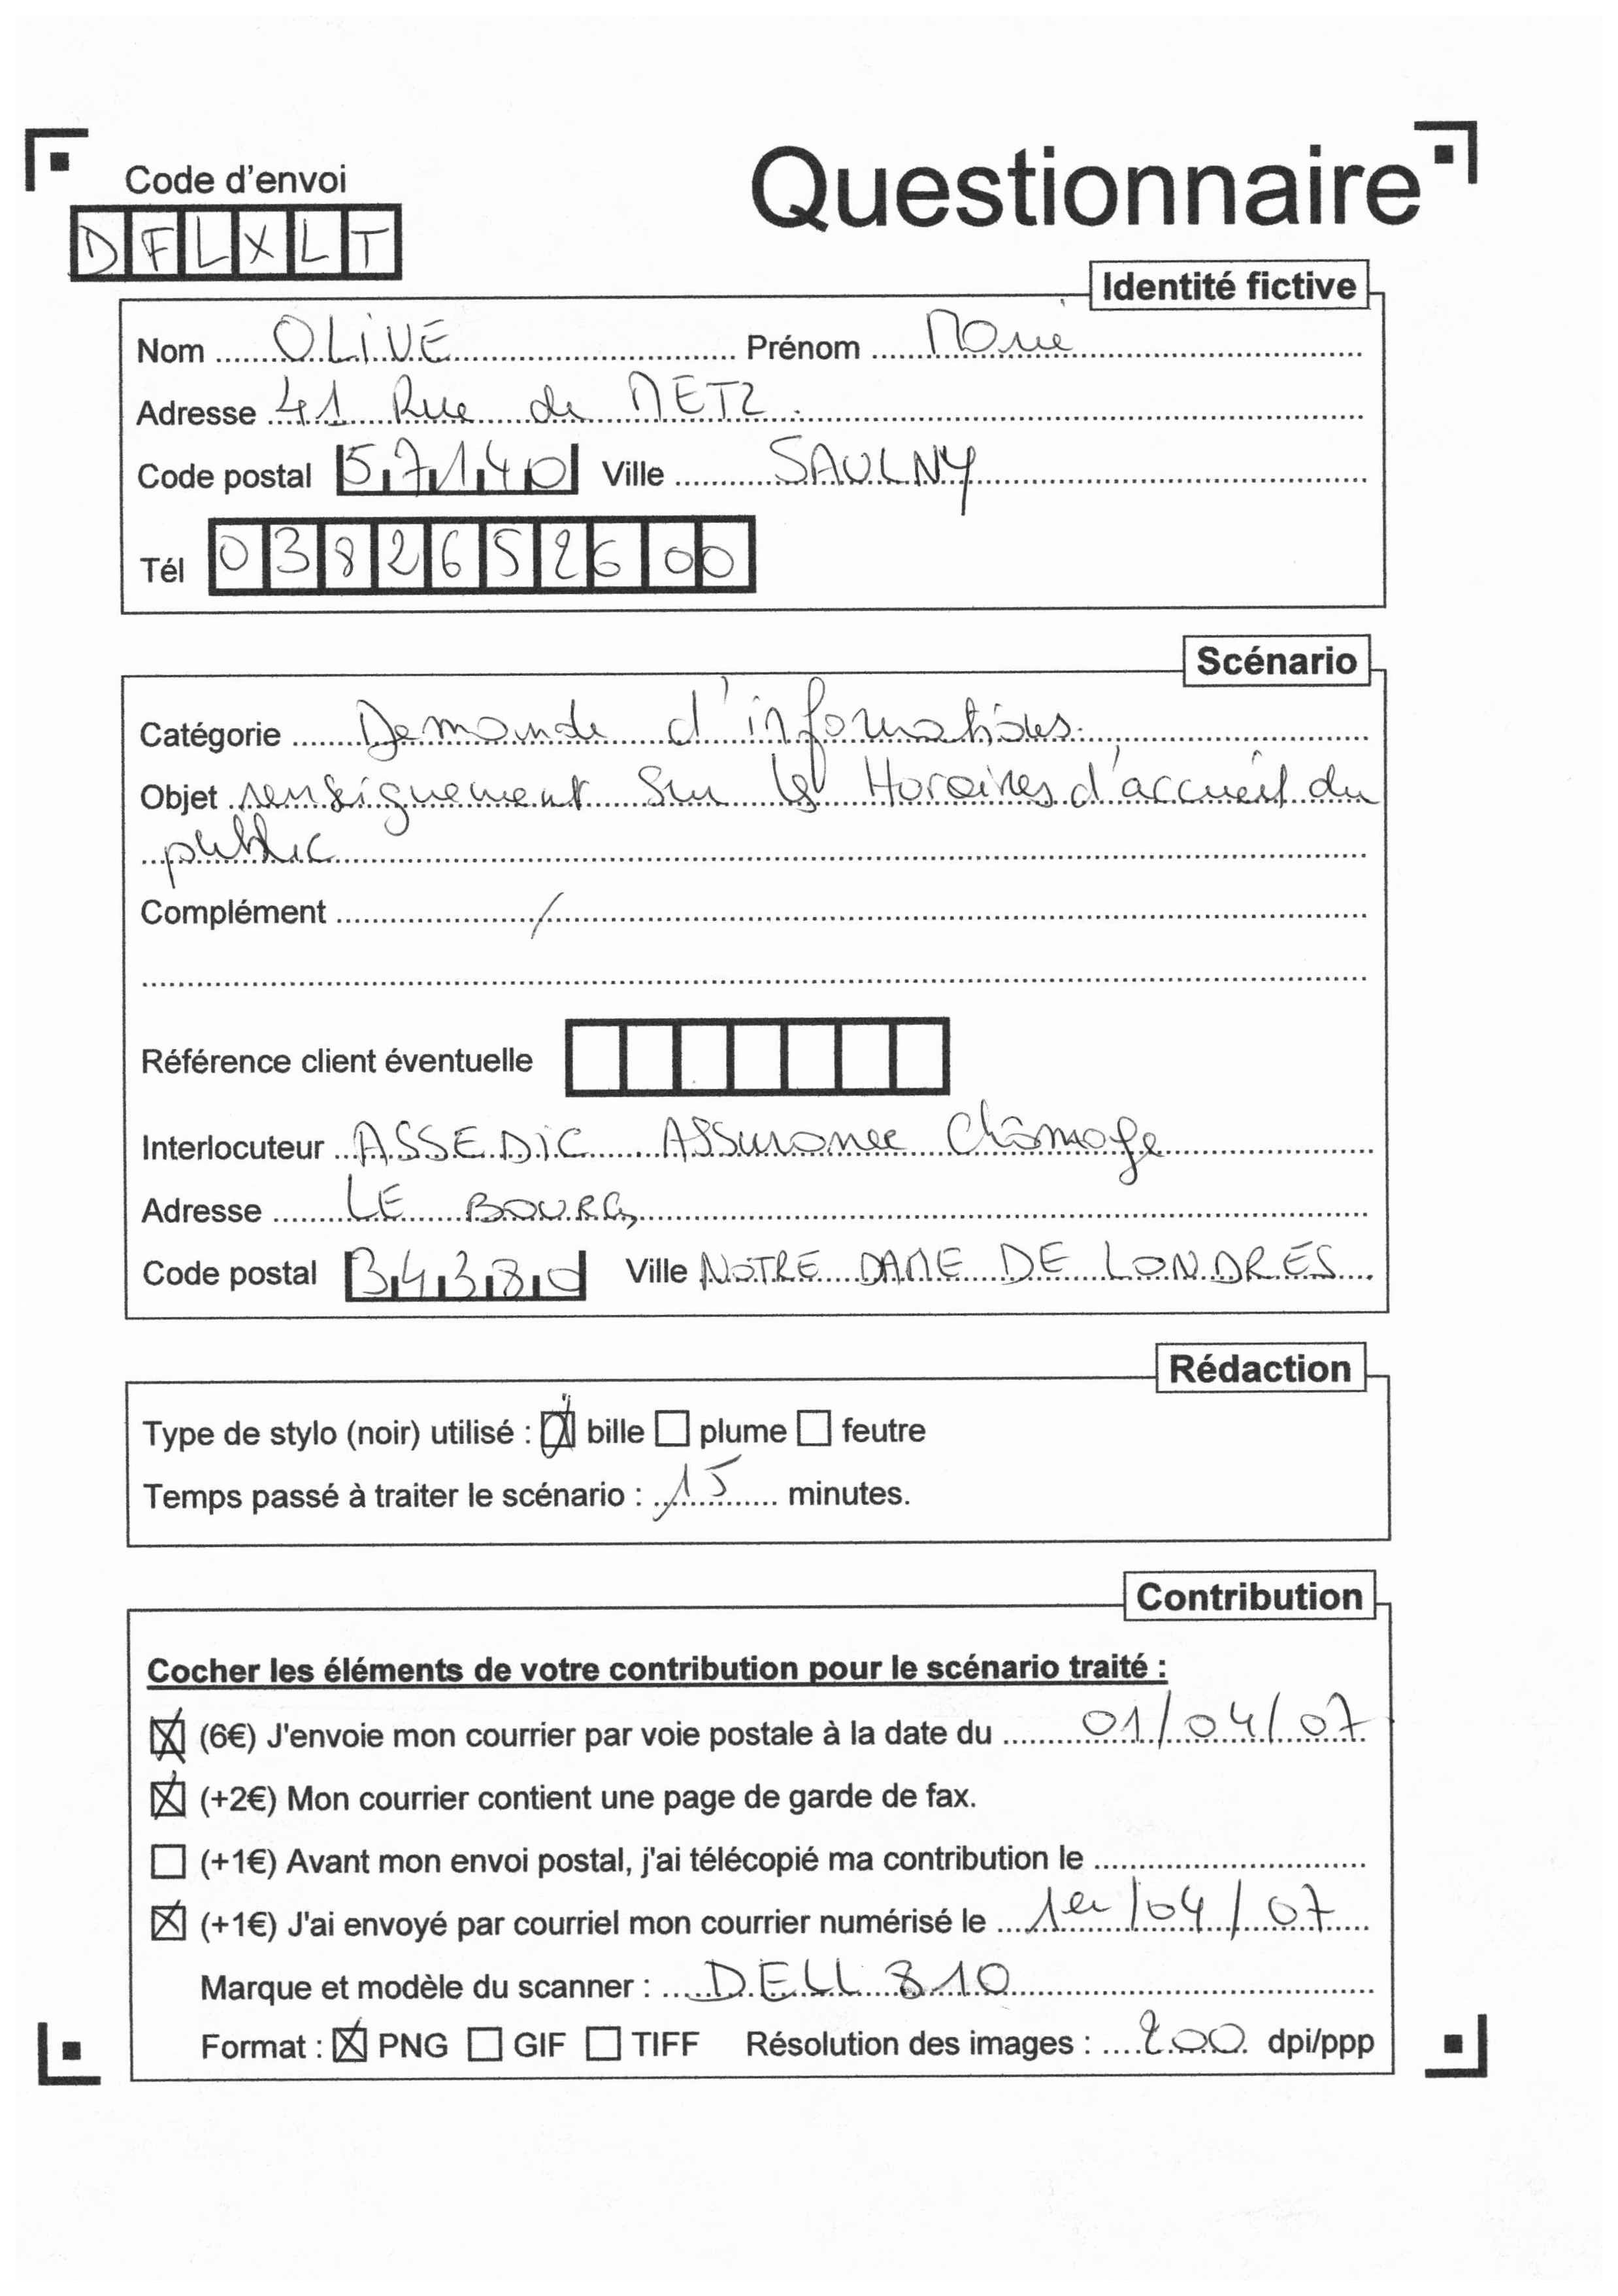 Questionnaire
Code d'envoi
DFLXLT
Identité fictive
Nom OLIVE Prénom Marie
Adresse 41 Rue de METZ.
Code postal 57140 Ville SAULNY
Tél 0382652600
Scénario
Catégorie Demande d'informations.
Objet renseignement sur les Horaires d'accueil du
public
Complément /
Référence client éventuelle
Interlocuteur ASSEDIC Assurance Chômage
Adresse LE BOURG
Code postal 34380 Ville NOTRE DAME DE LONDRES
Rédaction
Type de stylo (noir) utilisé : bille plume feutre
Temps passé à traiter le scénario : 15 minutes.
Contribution
Cocher les éléments de votre contribution pour le scénario traité :
(6€) J'envoie mon courrier par voie postale à la date du 01/04/07
(+2€) Mon courrier contient une page de garde de fax.
(+1€) Avant mon envoi postal, j'ai télécopié ma contribution le
(+1€) J'ai envoyé par courriel mon courrier numérisé le 1er/04/07
Marque et modèle du scanner : DELL 810
Format : PNG GIF TIFF Résolution des images : 200 dpi/ppp